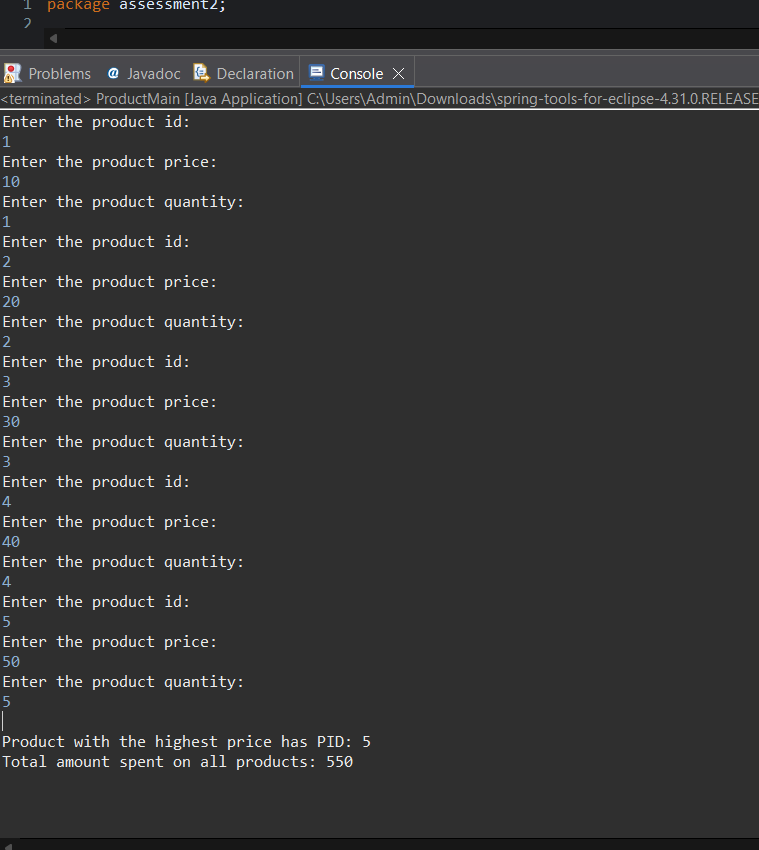 1 package assessment2;
2
Problems @ Javadoc Declaration Console
<terminated> ProductMain [Java Application] C:\Users\Admin\Downloads\spring-tools-for-eclipse-4.31.0.RELEASE
Enter the product id:
1
Enter the product price:
10
Enter the product quantity:
1
Enter the product id:
2
Enter the product price:
20
Enter the product quantity:
2
Enter the product id:
3
Enter the product price:
30
Enter the product quantity:
3
Enter the product id:
4
Enter the product price:
40
Enter the product quantity:
4
Enter the product id:
5
Enter the product price:
50
Enter the product quantity:
5
Product with the highest price has PID: 5
Total amount spent on all products: 550